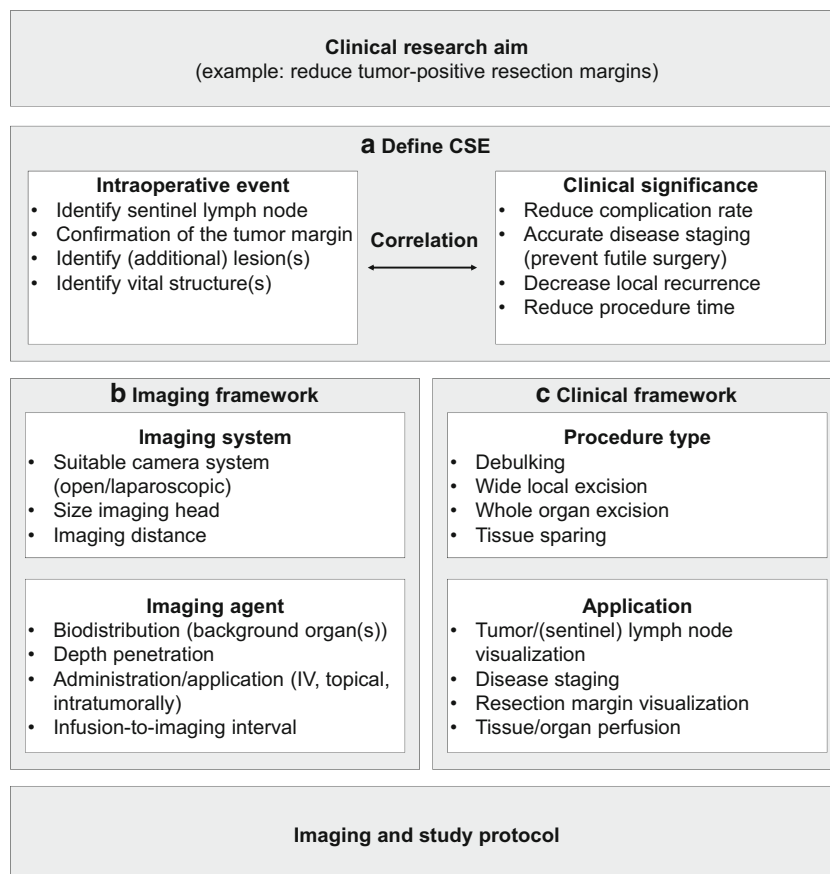 Clinical research aim
(example: reduce tumor-positive resection margins)
a Define CSE
Intraoperative event
• Identify sentinel lymph node
• Confirmation of the tumor margin
• Identify (additional) lesion(s)
• Identify vital structure(s)
Correlation
Clinical significance
• Reduce complication rate
• Accurate disease staging
(prevent futile surgery)
• Decrease local recurrence
• Reduce procedure time
b Imaging framework
Imaging system
• Suitable camera system
(open/laparoscopic)
• Size imaging head
• Imaging distance
Imaging agent
• Biodistribution (background organ(s))
• Depth penetration
• Administration/application (IV, topical,
intratumorally)
• Infusion-to-imaging interval
c Clinical framework
Procedure type
• Debulking
• Wide local excision
• Whole organ excision
• Tissue sparing
Application
• Tumor/(sentinel) lymph node
visualization
• Disease staging
• Resection margin visualization
• Tissue/organ perfusion
Imaging and study protocol